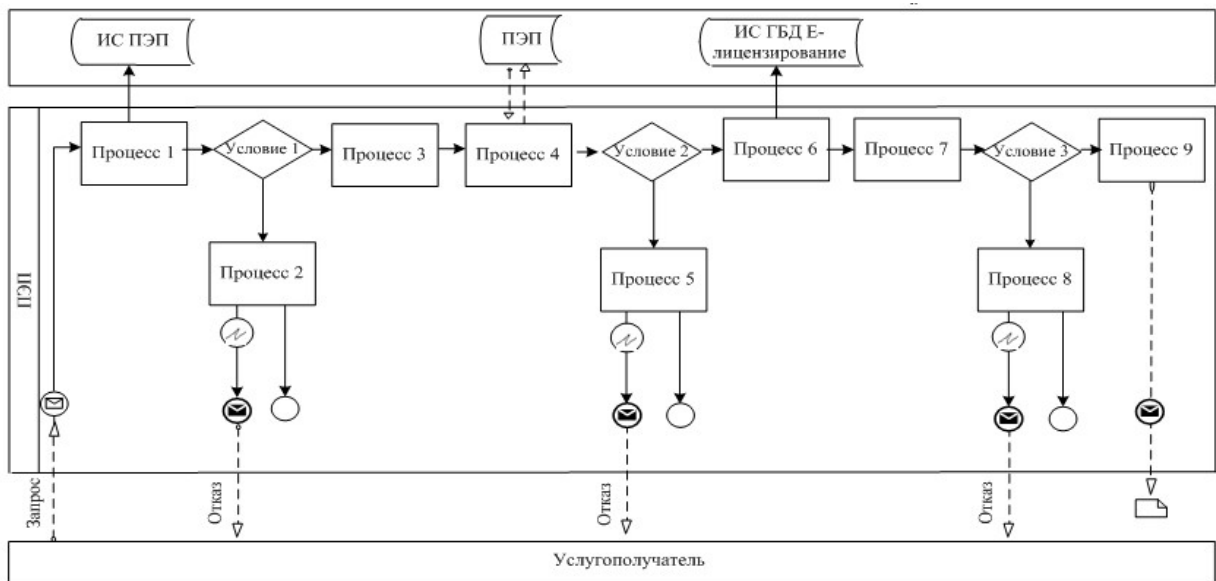 ИС ПЭП
ПЭП
ИС ГБД Е-
лицензирование
Процесс 1
Условие 1
Процесс 3
Процесс 4
Условие 2
Процесс 6
Процесс 7
Условие 3
Процесс 9
Процесс 2
Процесс 5
Процесс 8
ПЭП
Запрос
Отказ
Отказ
Отказ
Услугополучатель